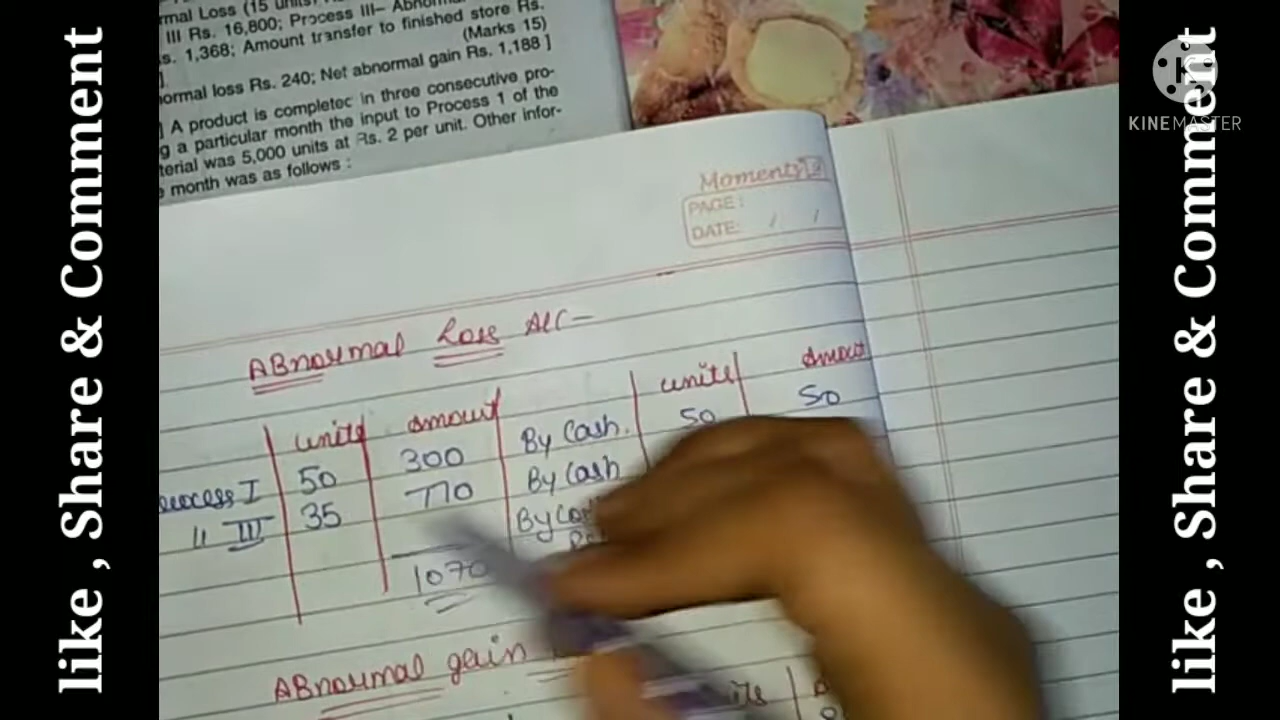 like , Share & Comment
rmal Loss (15 units
III Rs. 16,800; Process III– Abnor
s. 1,368; Amount transfer to finished store Rs.
(Marks 15)
ormal loss Rs. 240; Net abnormal gain Rs. 1,188 ]
] A product is completed in three consecutive pro-
g a particular month the input to Process 1 of the
terial was 5,000 units at Rs. 2 per unit. Other infor-
month was as follows :
KINEMASTER
Moments
PAGE:
DATE: / /
ABnormal Loss A/C–
units amount units amout
Process I 50 300 By Cash. 50 50
" III 35 770 By Cash
By Cos
1070
ABnormal gain
like , Share & Comment